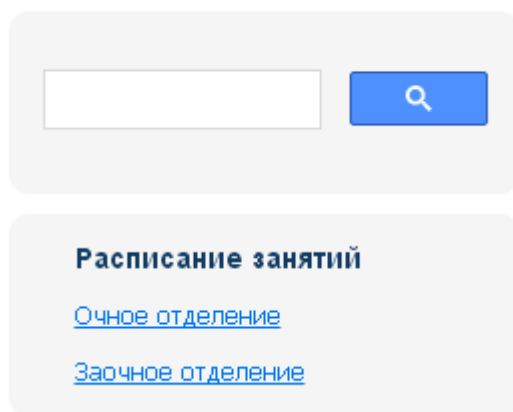 Расписание занятий
Очное отделение
Заочное отделение